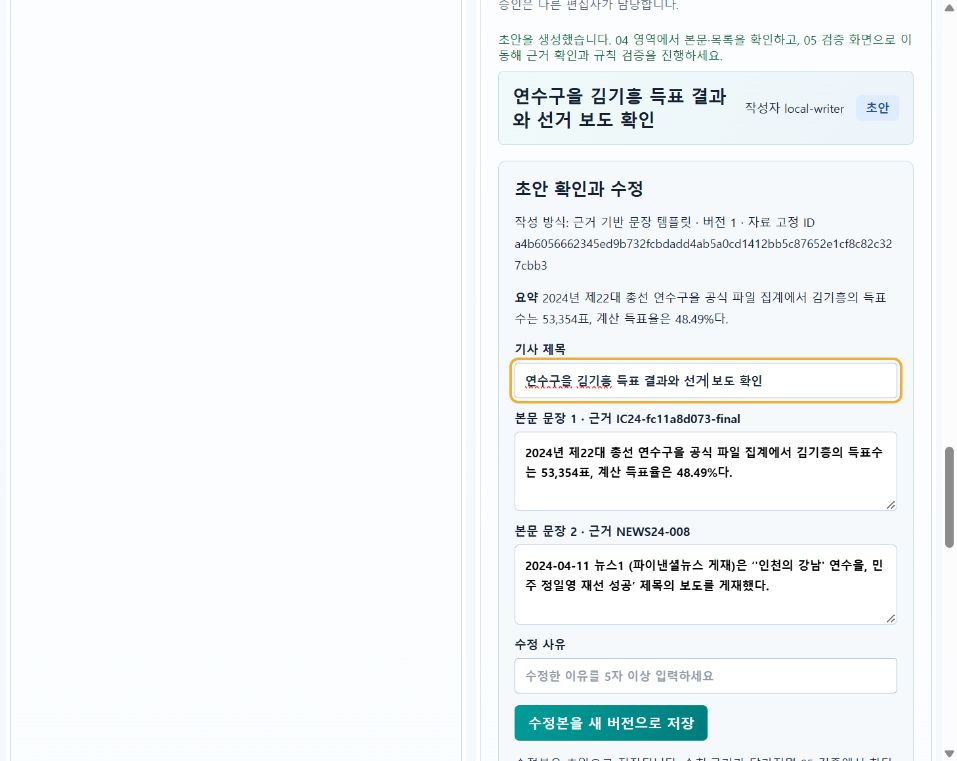 승인은 다른 편집자가 담당합니다.
초안을 생성했습니다. 04 영역에서 본문·목록을 확인하고, 05 검증 화면으로 이
동해 근거 확인과 규칙 검증을 진행하세요.
연수구을 김기흥 득표 결과
와 선거 보도 확인
작성자 local-writer
초안
초안 확인과 수정
작성 방식: 근거 기반 문장 템플릿 · 버전 1 · 자료 고정 ID
a4b6056662345ed9b732fcbdadd4ab5a0cd1412bb5c87652e1cf8c82c32
7cbb3
요약 2024년 제22대 총선 연수구을 공식 파일 집계에서 김기흥의 득표
수는 53,354표, 계산 득표율은 48.49%다.
기사 제목
연수구을 김기흥 득표 결과와 선거 보도 확인
본문 문장 1 · 근거 IC24-fc11a8d073-final
2024년 제22대 총선 연수구을 공식 파일 집계에서 김기흥의 득표수
는 53,354표, 계산 득표율은 48.49%다.
본문 문장 2 · 근거 NEWS24-008
2024-04-11 뉴스1 (파이낸셜뉴스 게재)은 ‘'인천의 강남' 연수을, 민
주 정일영 재선 성공’ 제목의 보도를 게재했다.
수정 사유
수정한 이유를 5자 이상 입력하세요
수정본을 새 버전으로 저장